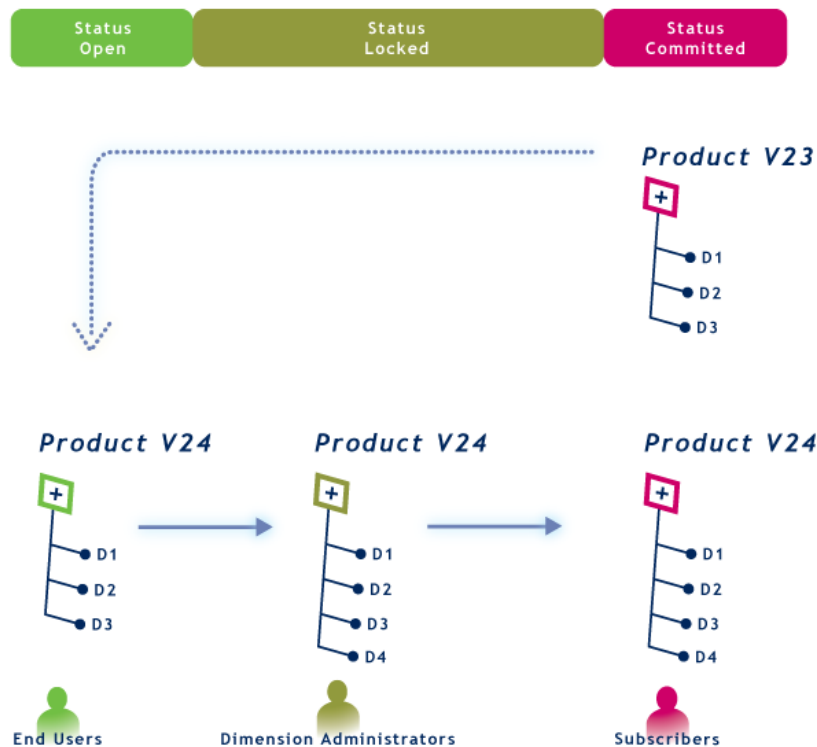 Status
Open
Status
Locked
Status
Committed
Product V23
+
D1
D2
D3
Product V24
Product V24
Product V24
+
+
+
D1
D2
D3
D1
D2
D3
D4
D1
D2
D3
D4
End Users
Dimension Administrators
Subscribers